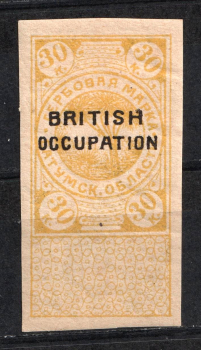 30 к. 30 к.
ГЕРБОВАЯ МАРКА
BRITISH
OCCUPATION
БАТУМСК. ОБЛАСТ.
30 30